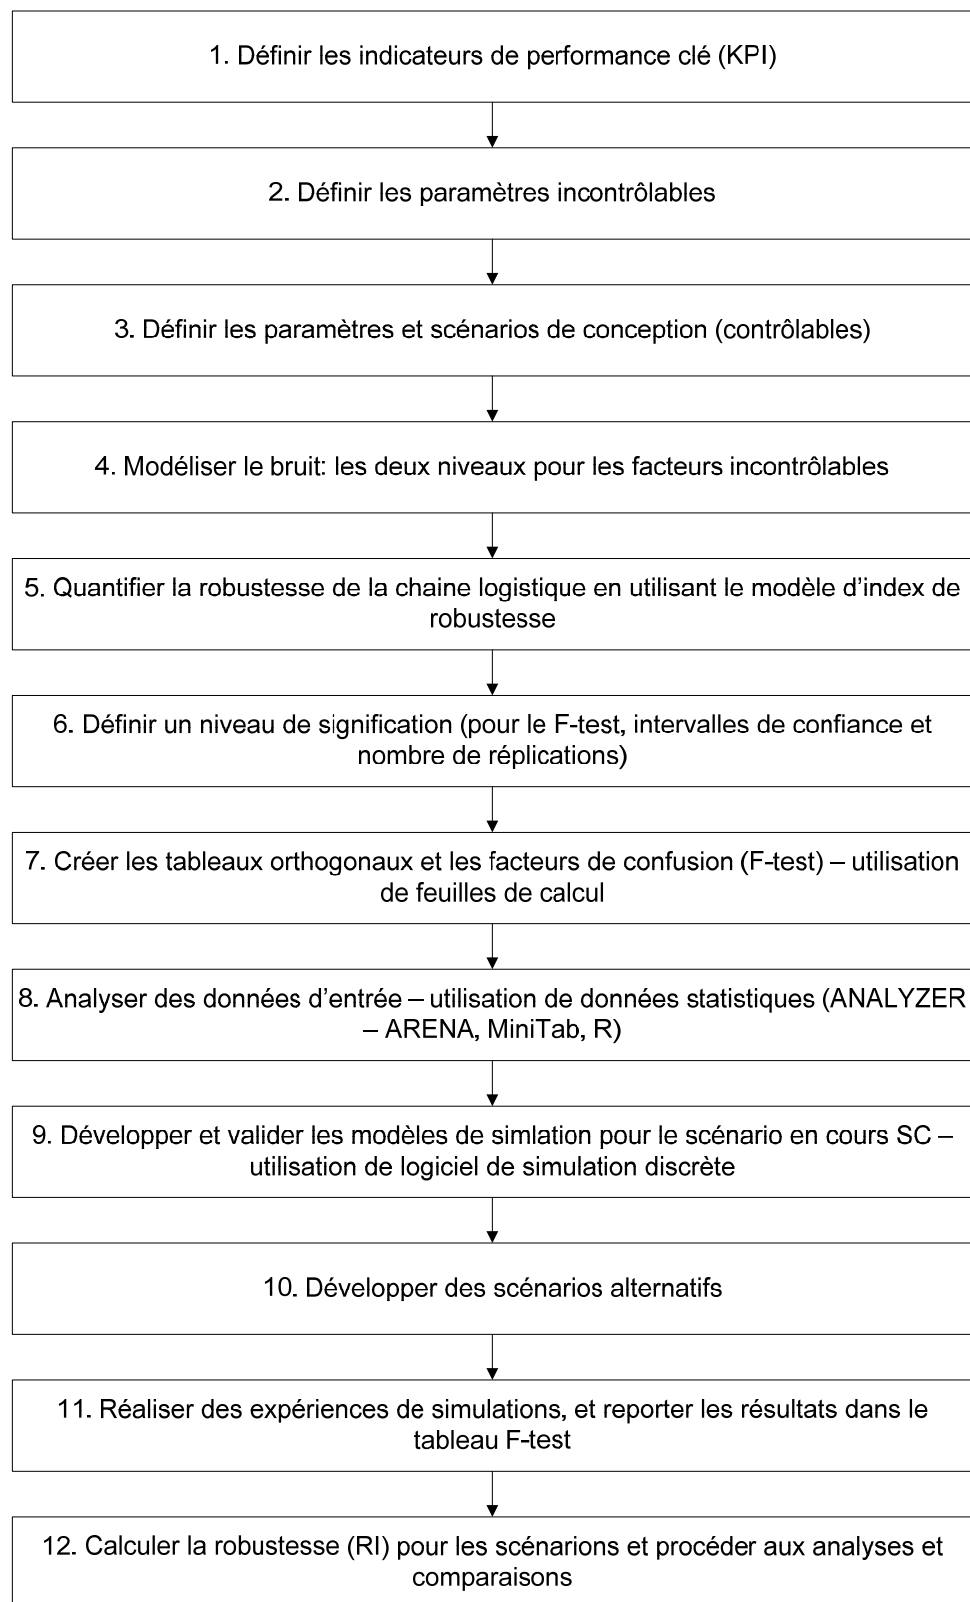 1. Définir les indicateurs de performance clé (KPI)
2. Définir les paramètres incontrôlables
3. Définir les paramètres et scénarios de conception (contrôlables)
4. Modéliser le bruit: les deux niveaux pour les facteurs incontrôlables
5. Quantifier la robustesse de la chaine logistique en utilisant le modèle d’index de
robustesse
6. Définir un niveau de signification (pour le F-test, intervalles de confiance et
nombre de réplications)
7. Créer les tableaux orthogonaux et les facteurs de confusion (F-test) – utilisation
de feuilles de calcul
8. Analyser des données d’entrée – utilisation de données statistiques (ANALYZER
– ARENA, MiniTab, R)
9. Développer et valider les modèles de simlation pour le scénario en cours SC –
utilisation de logiciel de simulation discrète
10. Développer des scénarios alternatifs
11. Réaliser des expériences de simulations, et reporter les résultats dans le
tableau F-test
12. Calculer la robustesse (RI) pour les scénarions et procéder aux analyses et
comparaisons